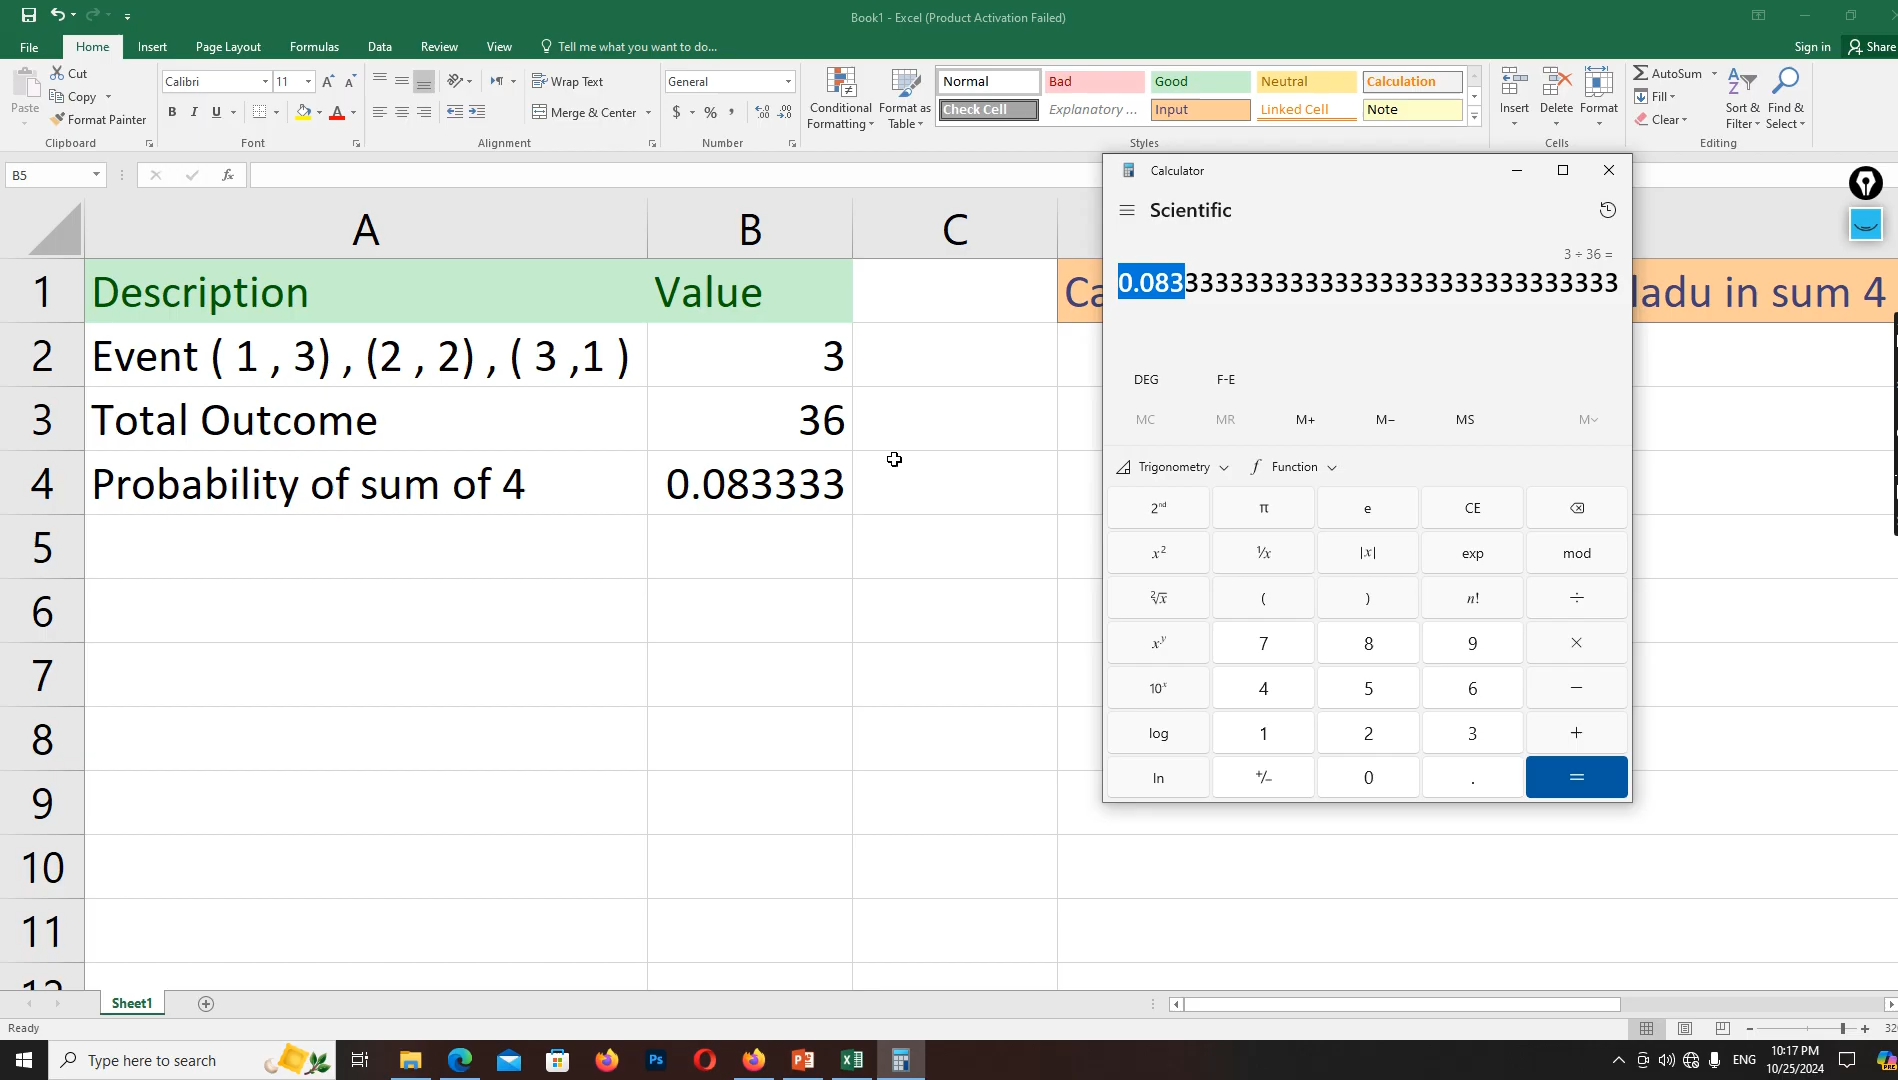 Book1 - Excel (Product Activation Failed)
File Home Insert Page Layout Formulas Data Review View Tell me what you want to do... Sign in Share
Paste Cut Copy Format Painter
Calibri 11
B I U
Wrap Text
Merge & Center
General
$ % ,
Conditional Formatting
Format as Table
Normal Bad Good Neutral Calculation
Check Cell Explanatory ... Input Linked Cell Note
Insert Delete Format
AutoSum
Fill
Clear
Sort & Filter
Find & Select
Clipboard Font Alignment Number Styles Cells Editing
B5 fx
A B C
1 Description Value
ladu in sum 4
2 Event ( 1 , 3) , (2 , 2) , ( 3 ,1 ) 3
3 Total Outcome 36
4 Probability of sum of 4 0.083333
5
6
7
8
9
10
11
Calculator
Scientific
3 ÷ 36 =
0.08333333333333333333333333333333
DEG F-E
MC MR M+ M− MS M
Trigonometry Function
2nd π e CE
x² ¹/x |x| exp mod
²√x ( ) n! ÷
xʸ 7 8 9 ×
10ˣ 4 5 6 −
log 1 2 3 +
ln +/− 0 . =
Sheet1
Ready
Type here to search
ENG
10:17 PM
10/25/2024